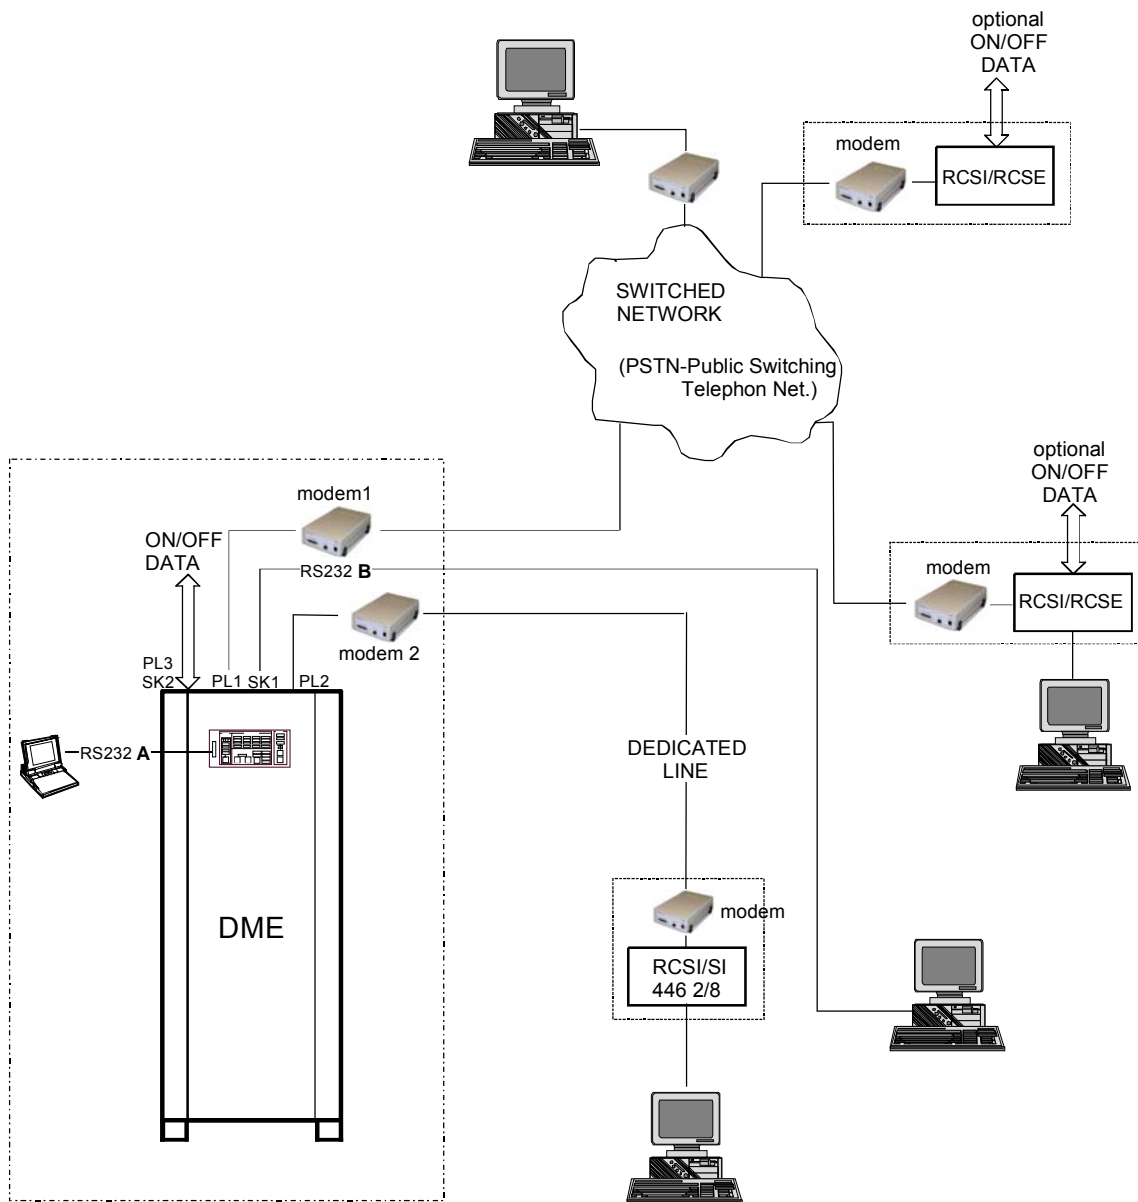 optional
ON/OFF
DATA
modem
RCSI/RCSE
SWITCHED
NETWORK
(PSTN-Public Switching
Telephon Net.)
optional
ON/OFF
DATA
modem
RCSI/RCSE
modem1
ON/OFF
DATA
RS232 B
modem 2
PL3
SK2 PL1 SK1 PL2
RS232 A
DEDICATED
LINE
DME
modem
RCSI/SI
446 2/8